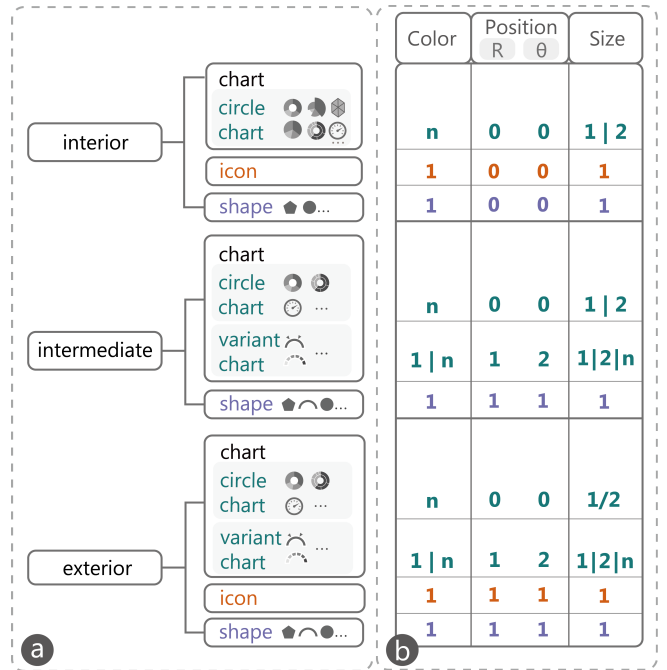 Color Position Size
R θ
interior
chart
circle
chart ...
n 0 0 1 | 2
icon
1 0 0 1
shape ...
1 0 0 1
intermediate
chart
circle
chart ...
n 0 0 1 | 2
variant ...
chart
1 | n 1 2 1|2|n
shape ...
1 1 1 1
exterior
chart
circle
chart ...
n 0 0 1/2
variant ...
chart
1 | n 1 2 1|2|n
icon
1 1 1 1
shape ...
1 1 1 1
a b